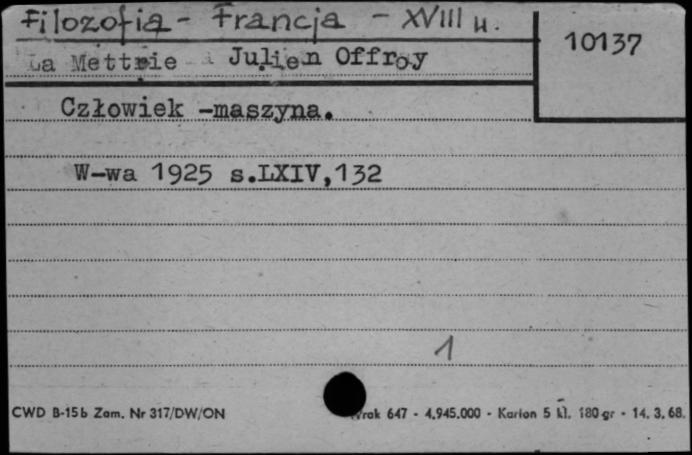 Filozofia - Francja - XVIII w.
10137
La Mettrie Julien Offroy
Człowiek -maszyna.
W-wa 1925 s.LXIV,132
1
CWD B-15b Zam. Nr 317/DW/ON
647 - 4.945.000 - Karton 5 kl. 180 gr - 14. 3. 68.